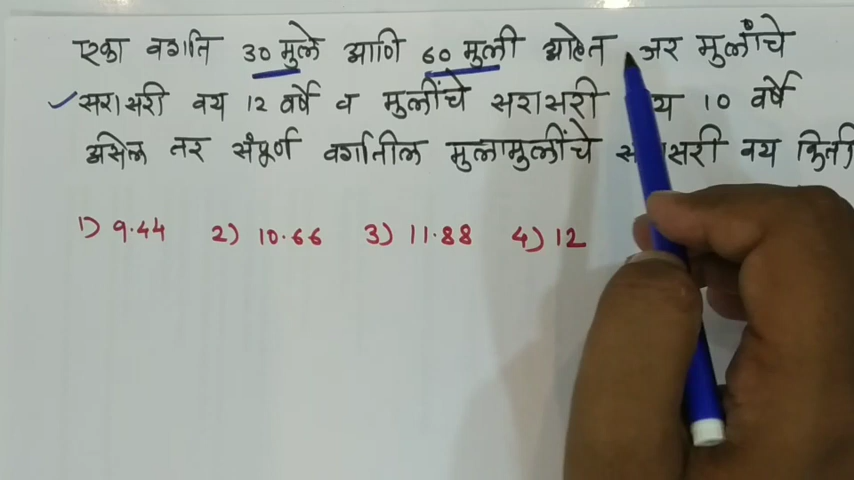 एका वर्गात 30 मुले आणि 60 मुली आहेत जर मुलांचे
सरासरी वय 12 वर्षे व मुलींचे सरासरी वय 10 वर्षे
असेल तर संपूर्ण वर्गातील मुलामुलींचे सरासरी वय किती
1) 9.44 2) 10.66 3) 11.88 4) 12